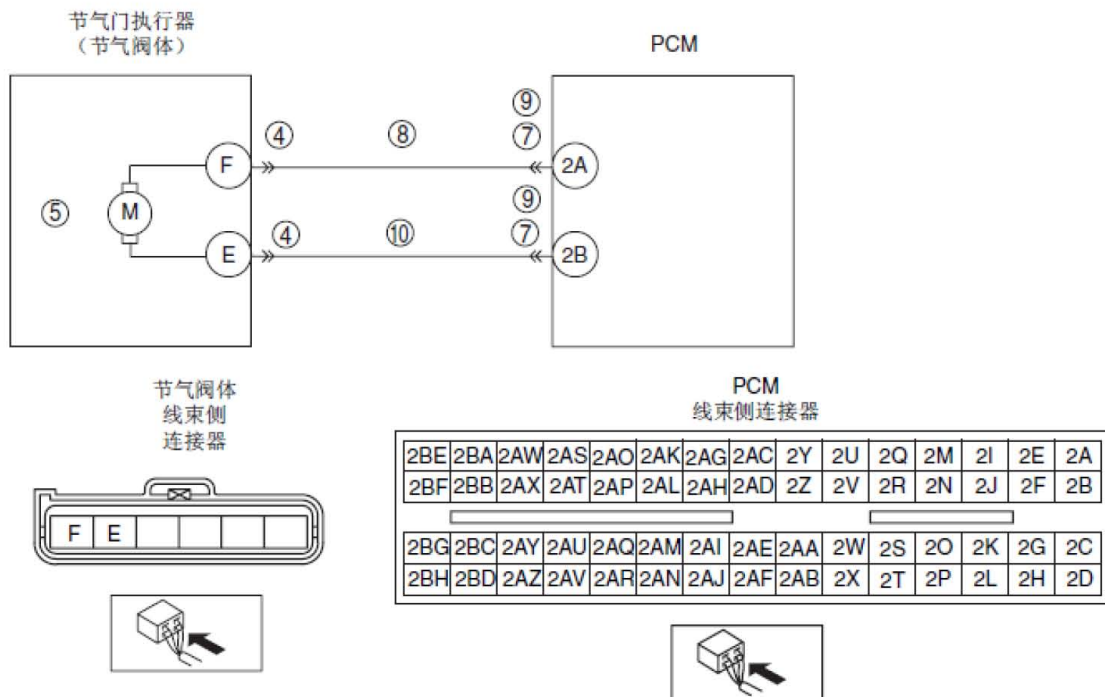 节气门执行器
（节气阀体）
PCM
⑨
④ ⑧ ⑦
F 2A
⑤ M ⑨
④ ⑩ ⑦
E 2B
节气阀体
线束侧
连接器
PCM
线束侧连接器
F E
2BE 2BA 2AW 2AS 2AO 2AK 2AG 2AC 2Y 2U 2Q 2M 2I 2E 2A
2BF 2BB 2AX 2AT 2AP 2AL 2AH 2AD 2Z 2V 2R 2N 2J 2F 2B
2BG 2BC 2AY 2AU 2AQ 2AM 2AI 2AE 2AA 2W 2S 2O 2K 2G 2C
2BH 2BD 2AZ 2AV 2AR 2AN 2AJ 2AF 2AB 2X 2T 2P 2L 2H 2D